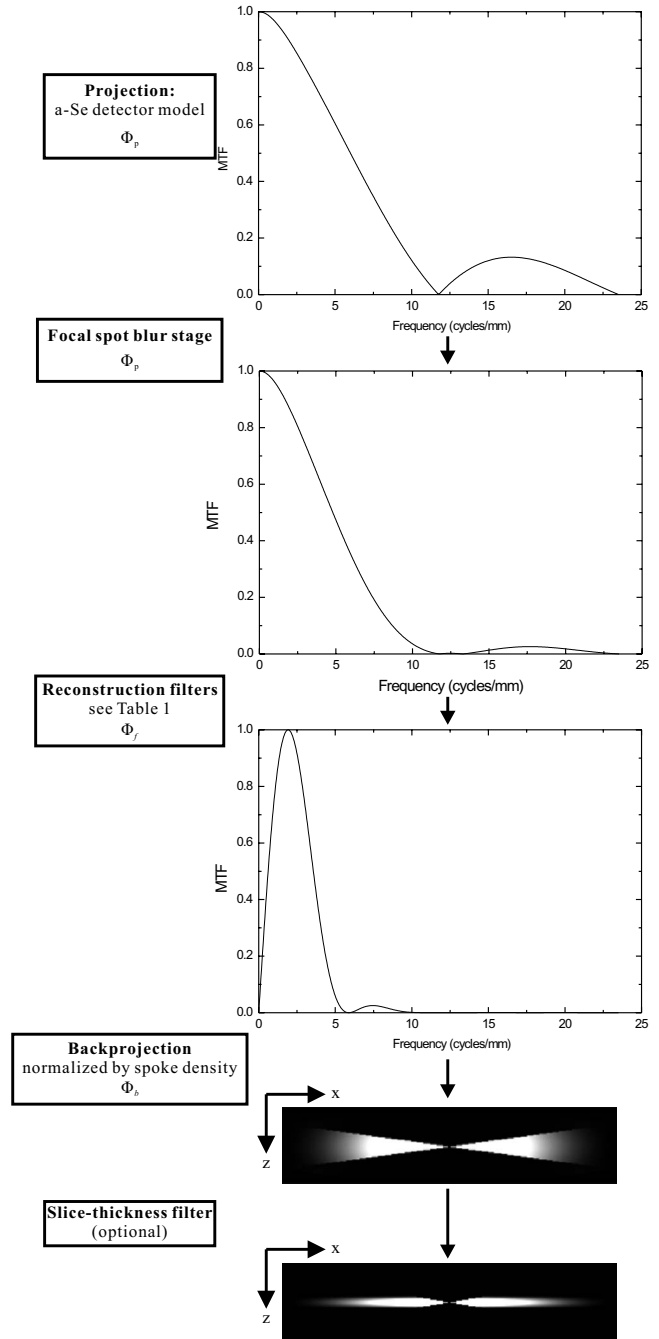 Projection:
a-Se detector model
Φp
MTF
1.0
0.8
0.6
0.4
0.2
0.0
0 5 10 15 20 25
Frequency (cycles/mm)
Focal spot blur stage
Φp
MTF
1.0
0.8
0.6
0.4
0.2
0.0
0 5 10 15 20 25
Frequency (cycles/mm)
Reconstruction filters
see Table 1
Φf
MTF
1.0
0.8
0.6
0.4
0.2
0.0
0 5 10 15 20 25
Frequency (cycles/mm)
Backprojection
normalized by spoke density
Φb
x
z
Slice-thickness filter
(optional)
x
z